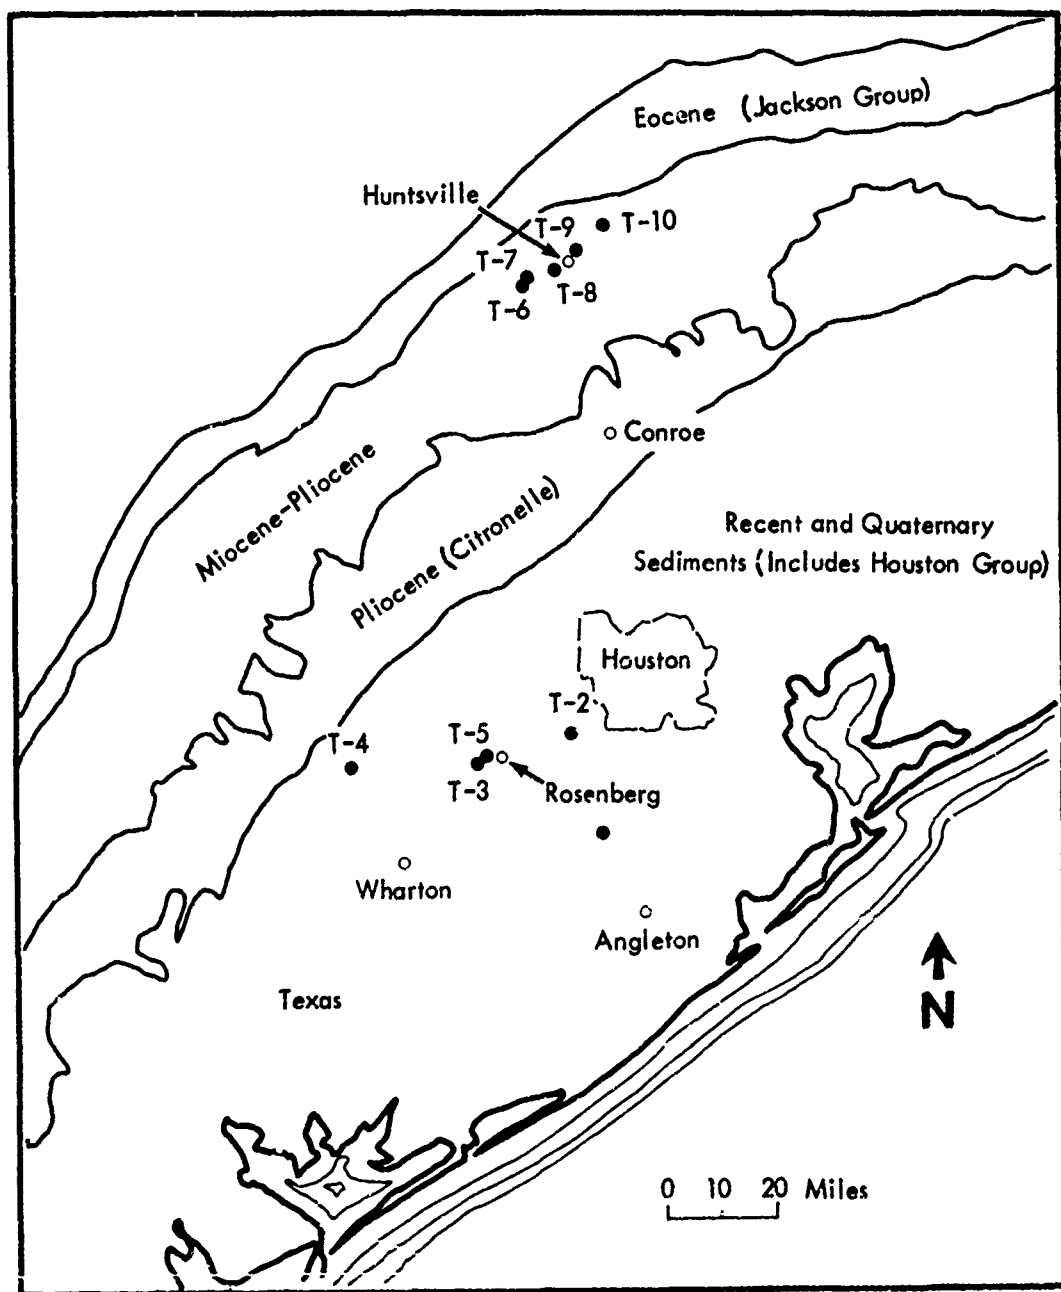 Eocene (Jackson Group)
Huntsville
T-9
T-10
T-7
T-8
T-6
Conroe
Miocene-Pliocene
Pliocene (Citronelle)
Recent and Quaternary
Sediments (Includes Houston Group)
Houston
T-2
T-4
T-5
T-3
Rosenberg
Wharton
Angleton
N
Texas
0 10 20 Miles